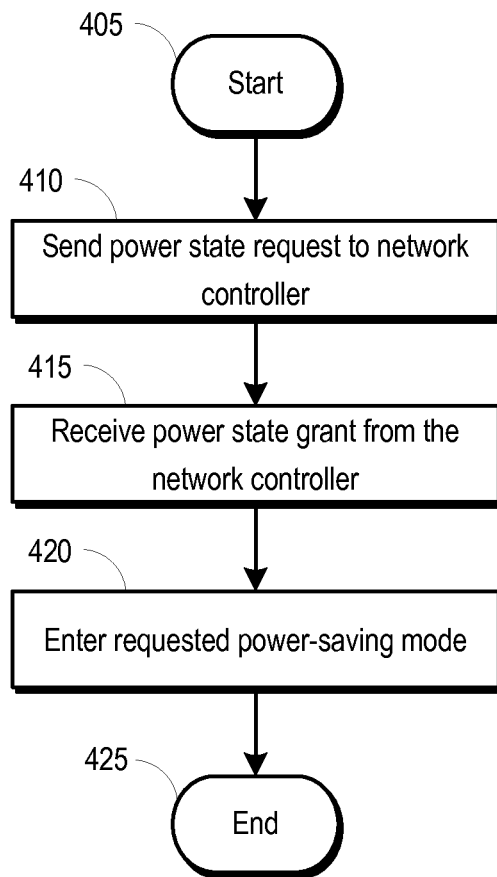 405
Start
410
Send power state request to network
controller
415
Receive power state grant from the
network controller
420
Enter requested power-saving mode
425
End